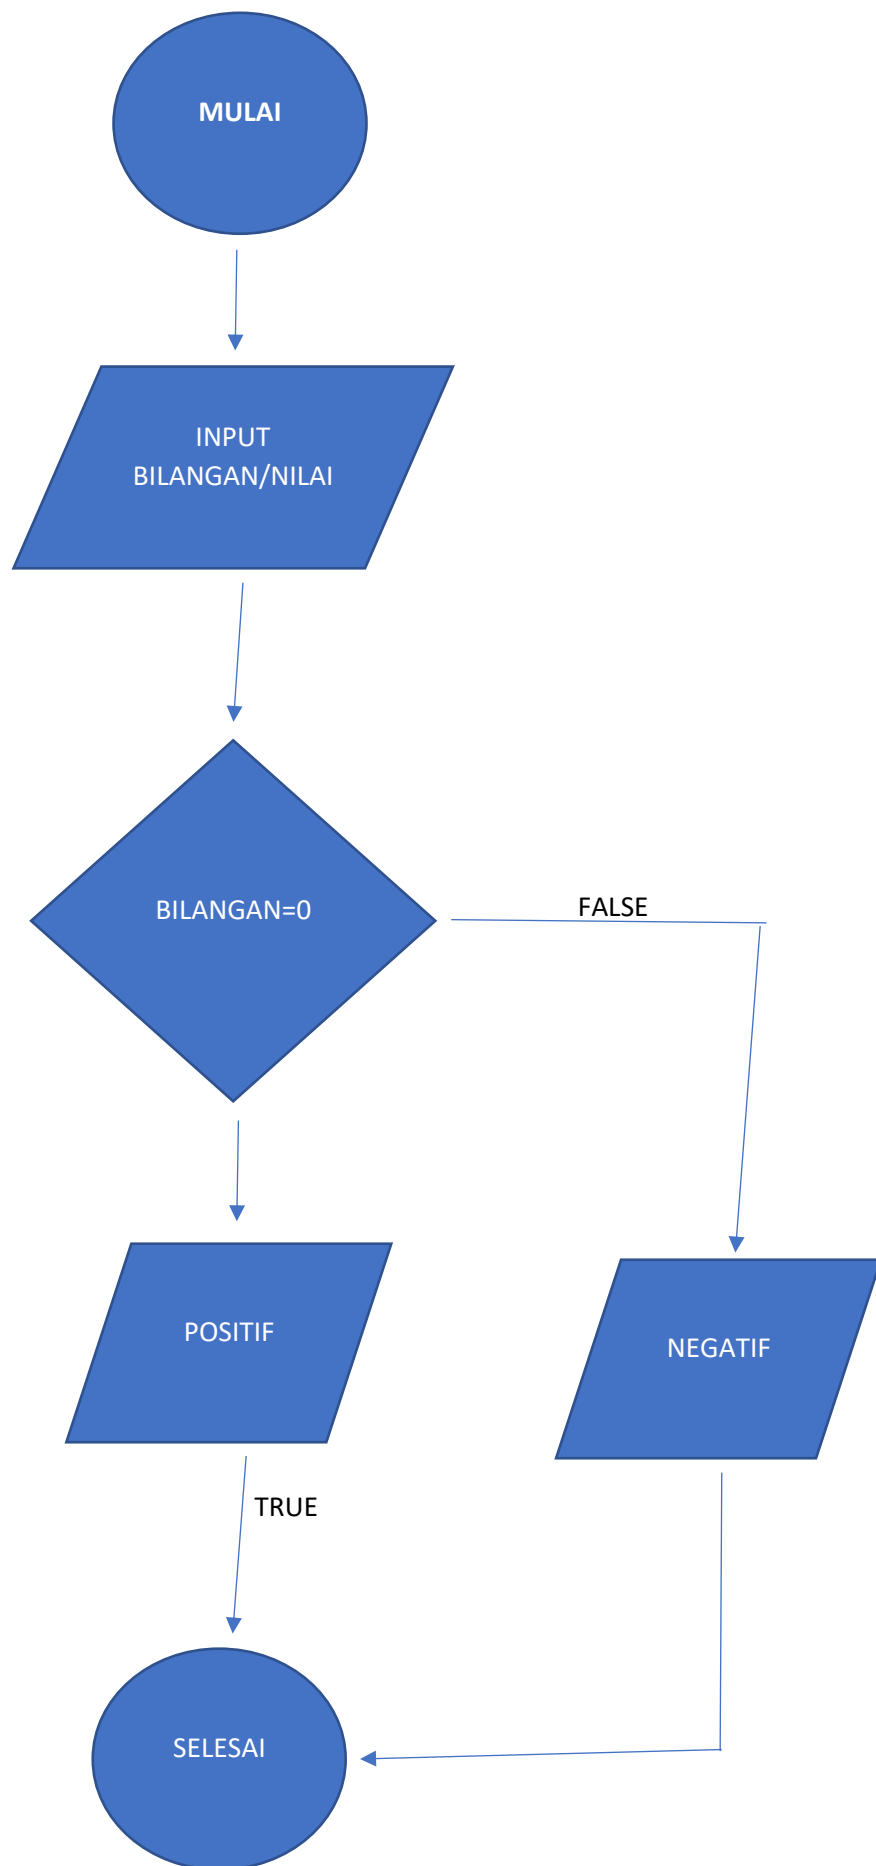 MULAI
INPUT
BILANGAN/NILAI
BILANGAN=0
FALSE
POSITIF
NEGATIF
TRUE
SELESAI